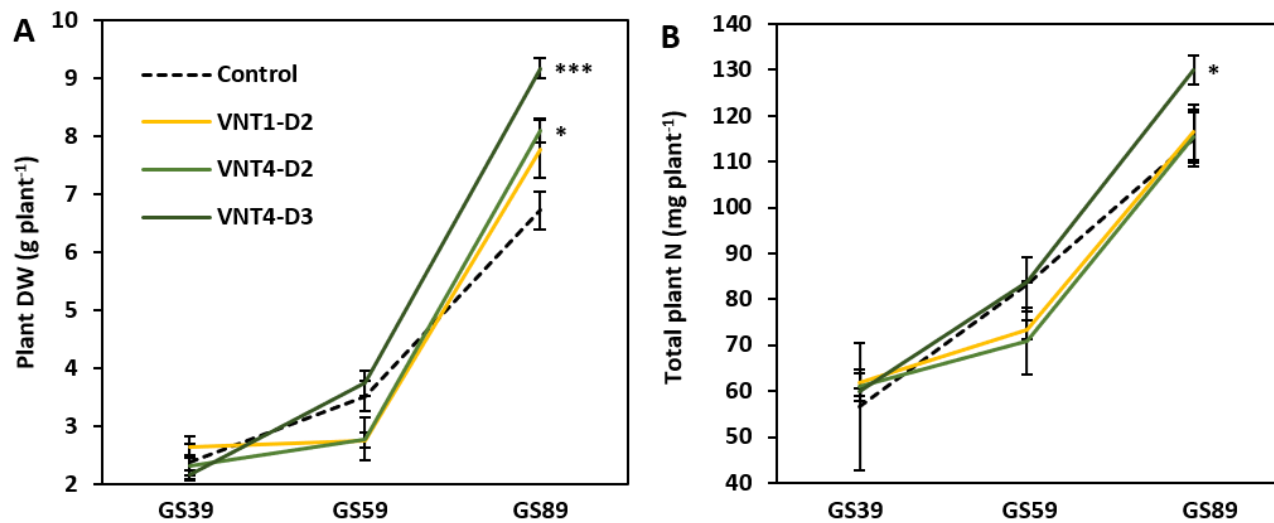 A
Plant DW (g plant⁻¹)
10
9
8
7
6
5
4
3
2
Control
VNT1-D2
VNT4-D2
VNT4-D3
***
*
GS39 GS59 GS89
B
Total plant N (mg plant⁻¹)
140
130
120
110
100
90
80
70
60
50
40
*
GS39 GS59 GS89